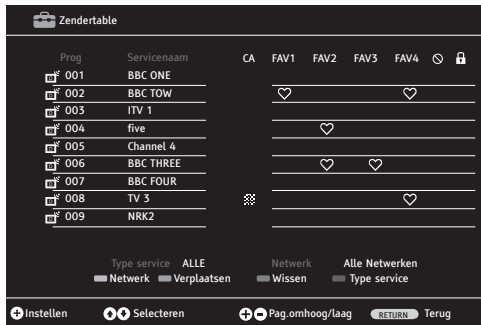 Zendertable
Prog Servicenaam CA FAV1 FAV2 FAV3 FAV4
001 BBC ONE
002 BBC TOW
003 ITV 1
004 five
005 Channel 4
006 BBC THREE
007 BBC FOUR
008 TV 3
009 NRK2
Type service ALLE Netwerk Alle Netwerken
Netwerk Verplaatsen Wissen Type service
Instellen Selecteren Pag.omhoog/laag RETURN Terug